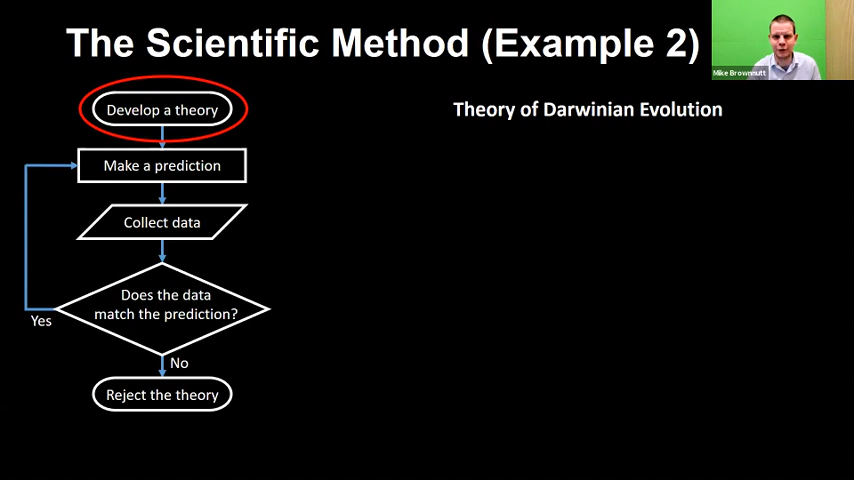 The Scientific Method (Example 2)
Mike Brownnutt
Develop a theory
Theory of Darwinian Evolution
Make a prediction
Collect data
Does the data
match the prediction?
Yes
No
Reject the theory